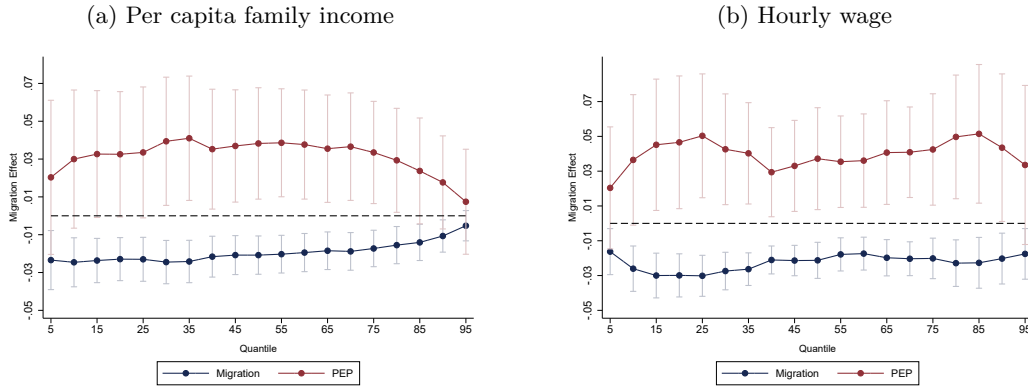 (a) Per capita family income
Migration Effect
.07
.05
.03
.01
-.01
-.03
-.05
5 15 25 35 45 55 65 75 85 95
Quantile
Migration PEP
(b) Hourly wage
Migration Effect
.07
.05
.03
.01
-.01
-.03
-.05
5 15 25 35 45 55 65 75 85 95
Quantile
Migration PEP